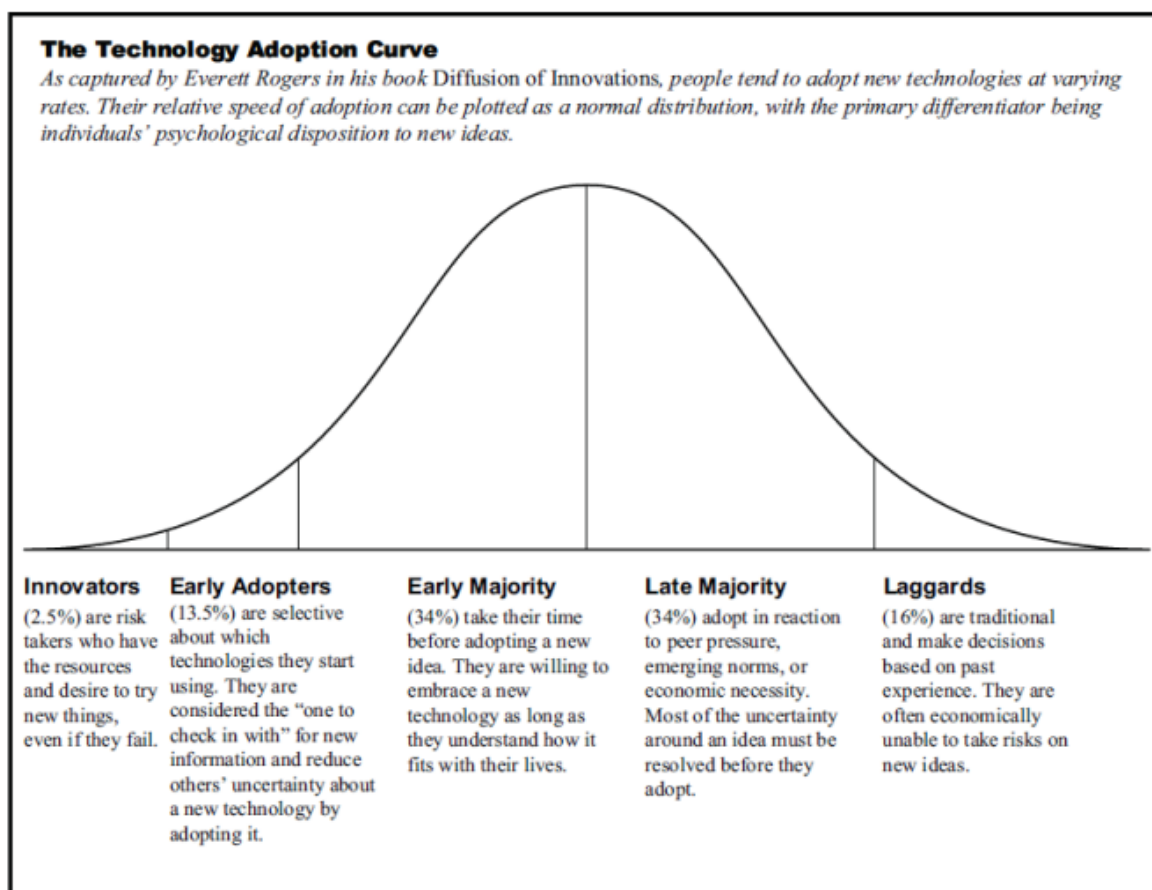 The Technology Adoption Curve
As captured by Everett Rogers in his book Diffusion of Innovations, people tend to adopt new technologies at varying
rates. Their relative speed of adoption can be plotted as a normal distribution, with the primary differentiator being
individuals' psychological disposition to new ideas.
Innovators
(2.5%) are risk
takers who have
the resources
and desire to try
new things,
even if they fail.
Early Adopters
(13.5%) are selective
about which
technologies they start
using. They are
considered the “one to
check in with” for new
information and reduce
others' uncertainty about
a new technology by
adopting it.
Early Majority
(34%) take their time
before adopting a new
idea. They are willing to
embrace a new
technology as long as
they understand how it
fits with their lives.
Late Majority
(34%) adopt in reaction
to peer pressure,
emerging norms, or
economic necessity.
Most of the uncertainty
around an idea must be
resolved before they
adopt.
Laggards
(16%) are traditional
and make decisions
based on past
experience. They are
often economically
unable to take risks on
new ideas.